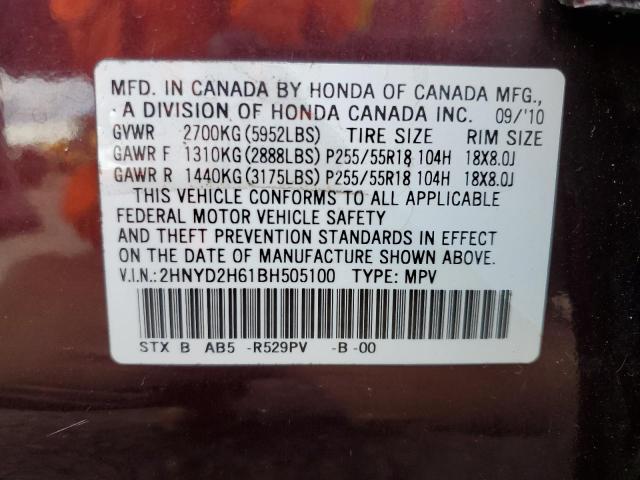 MFD. IN CANADA BY HONDA OF CANADA MFG.,
A DIVISION OF HONDA CANADA INC. 09/'10
GVWR 2700KG (5952LBS) TIRE SIZE RIM SIZE
GAWR F 1310KG (2888LBS) P255/55R18 104H 18X8.0J
GAWR R 1440KG (3175LBS) P255/55R18 104H 18X8.0J
THIS VEHICLE CONFORMS TO ALL APPLICABLE
FEDERAL MOTOR VEHICLE SAFETY
AND THEFT PREVENTION STANDARDS IN EFFECT
ON THE DATE OF MANUFACTURE SHOWN ABOVE.
V.I.N.: 2HNYD2H61BH505100 TYPE: MPV
STX B AB5 -R529PV -B -00